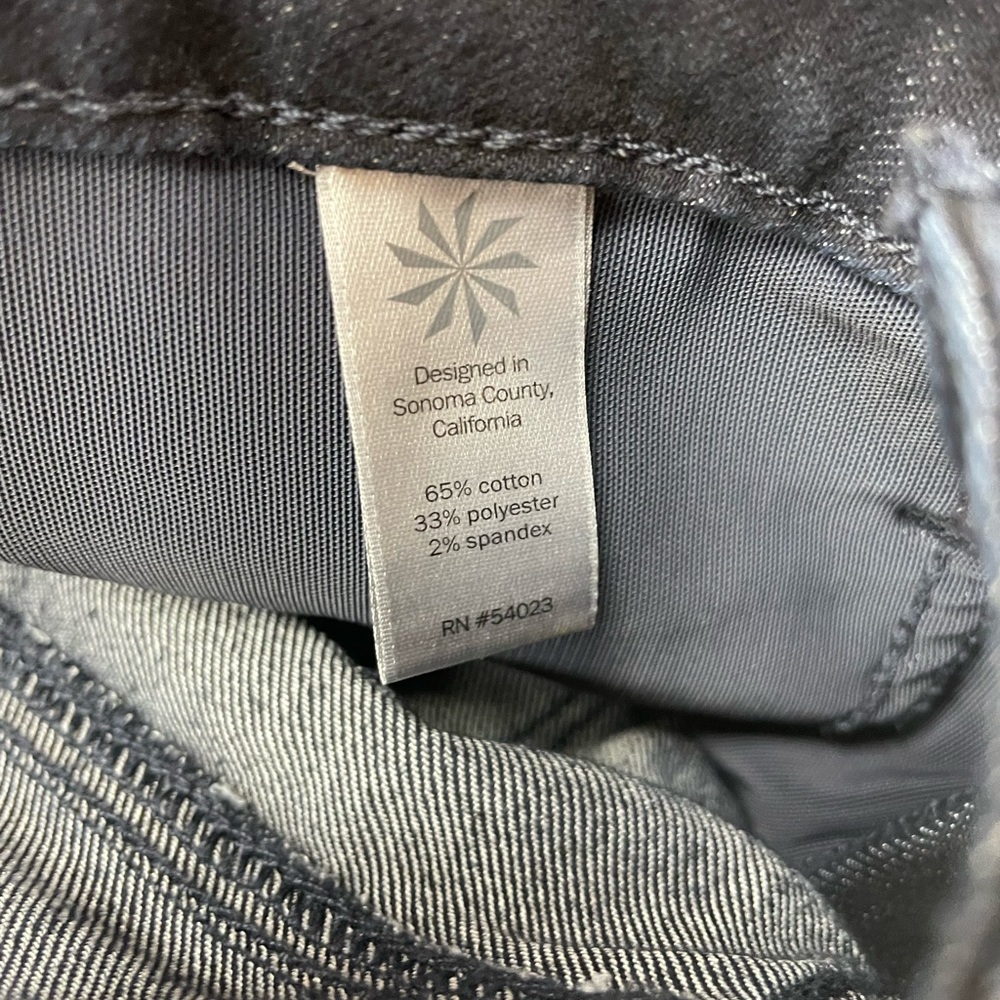 Designed in
Sonoma County,
California
65% cotton
33% polyester
2% spandex
RN #54023